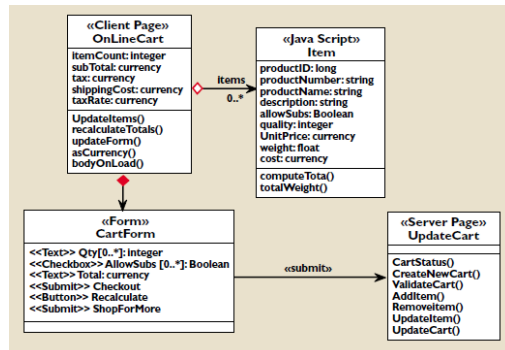 «Client Page»
OnLineCart
itemCount: integer
subTotal: currency
tax: currency
shippingCost: currency
taxRate: currency
UpdateItems()
recalculateTotals()
updateForm()
asCurrency()
bodyOnLoad()
items
0..*
«Java Script»
Item
productID: long
productNumber: string
productName: string
description: string
allowSubs: Boolean
quality: integer
UnitPrice: currency
weight: float
cost: currency
computeTota()
totalWeight()
«Form»
CartForm
<<Text>> Qty[0..*]: integer
<<Checkbox>> AllowSubs [0..*]: Boolean
<<Text>> Total: currency
<<Submit>> Checkout
<<Button>> Recalculate
<<Submit>> ShopForMore
«submit»
«Server Page»
UpdateCart
CartStatus()
CreateNewCart()
ValidateCart()
AddItem()
Removeitem()
UpdateItem()
UpdateCart()